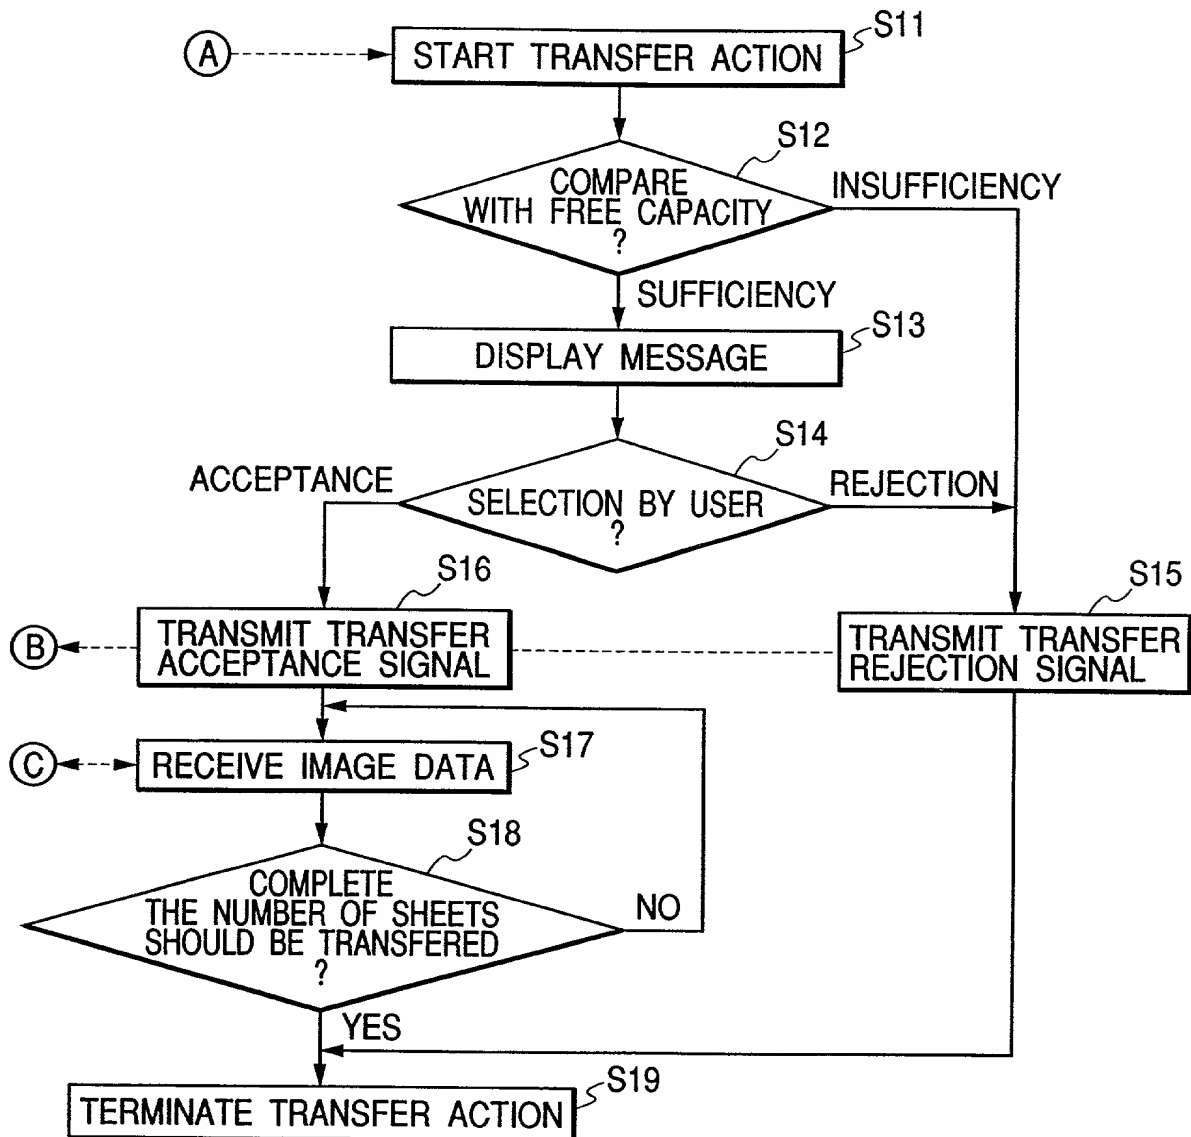 S11
A
START TRANSFER ACTION
S12
COMPARE
WITH FREE CAPACITY
?
INSUFFICIENCY
SUFFICIENCY
S13
DISPLAY MESSAGE
S14
ACCEPTANCE
SELECTION BY USER
?
REJECTION
S16
S15
B
TRANSMIT TRANSFER
ACCEPTANCE SIGNAL
TRANSMIT TRANSFER
REJECTION SIGNAL
S17
C
RECEIVE IMAGE DATA
S18
COMPLETE
THE NUMBER OF SHEETS
SHOULD BE TRANSFERED
?
NO
YES
S19
TERMINATE TRANSFER ACTION